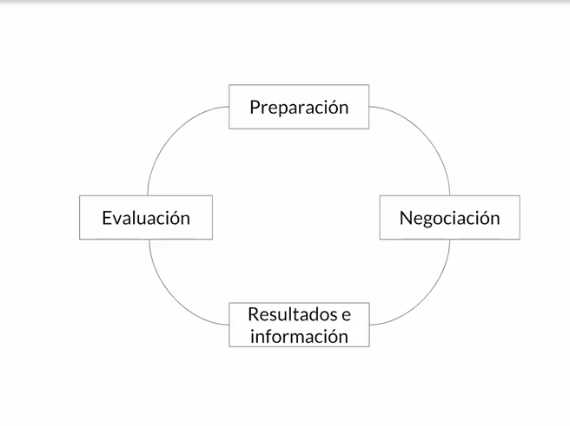 Preparación
Evaluación
Negociación
Resultados e
información